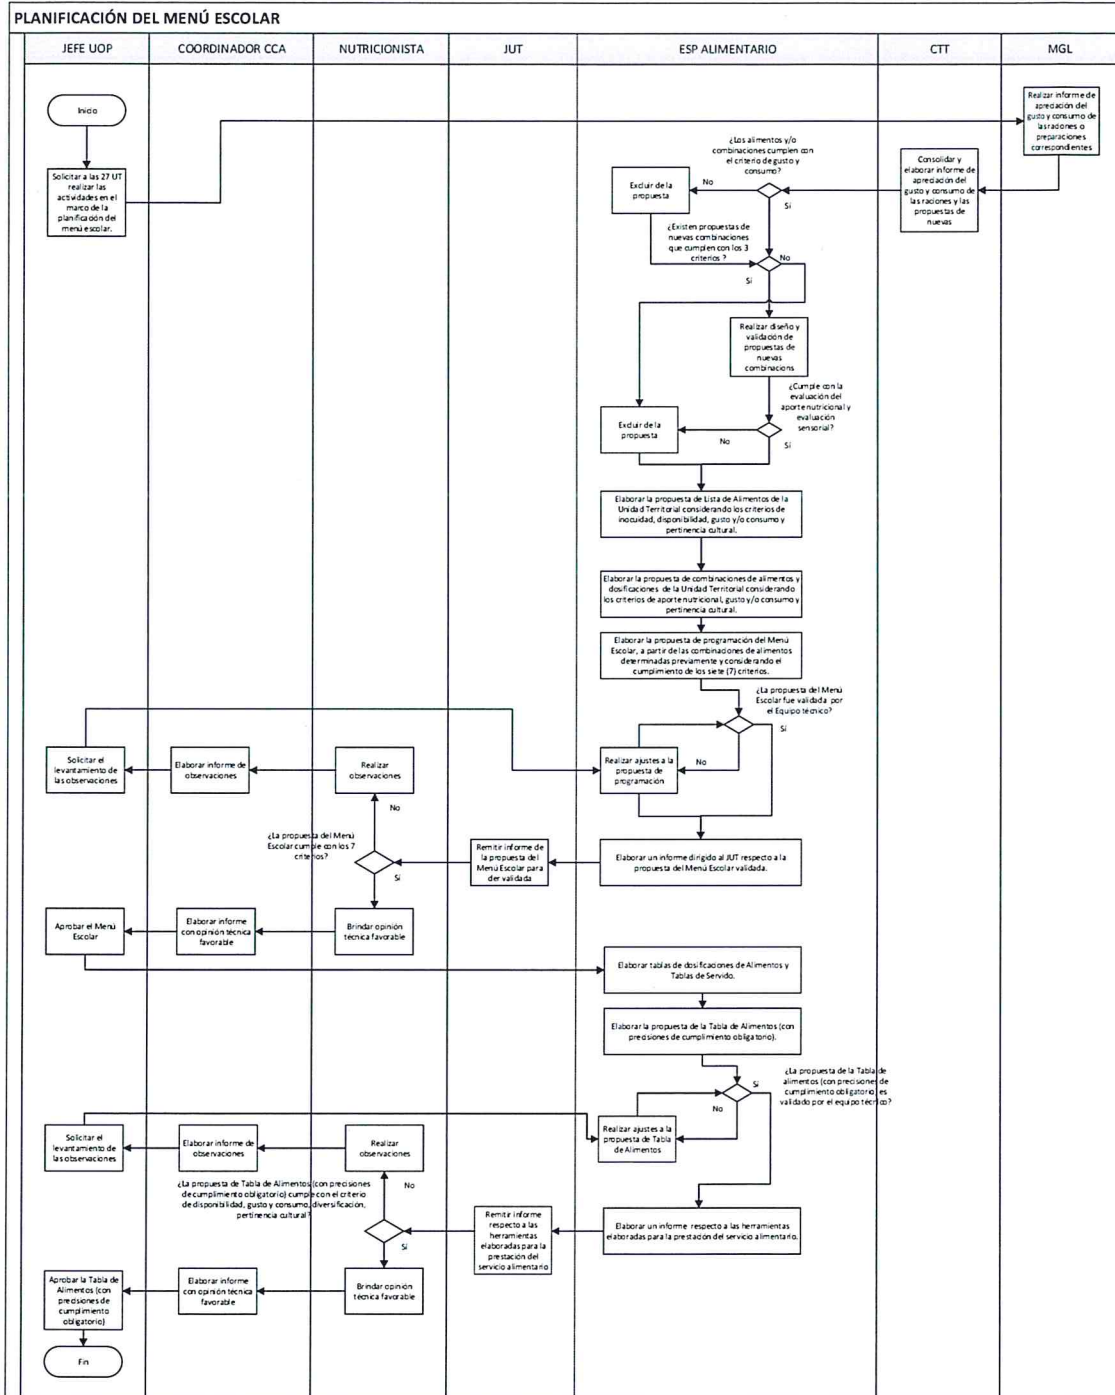 PLANIFICACIÓN DEL MENÚ ESCOLAR
JEFE UOP
COORDINADOR CCA
NUTRICIONISTA
JUT
ESP ALIMENTARIO
CTT
MGL
Inicio
Solicitar a las 27 UT
realizar las
actividades en el
marco de la
planificación del
menú escolar.
Realizar informe de
apreciación del
gusto y consumo de
las raciones o
preparaciones
correspondientes
Consolidar y
elaborar informe de
apreciación del
gusto y consumo de
las raciones y las
propuestas de
nuevas
¿Los alimentos y/o
combinaciones cumplen con
el criterio de gusto y
consumo?
No
Sí
Excluir de la
propuesta
¿Existen propuestas de
nuevas combinaciones
que cumplen con los 3
criterios ?
No
Sí
Realizar diseño y
validación de
propuestas de
nuevas
combinacions
¿Cumple con la
evaluación del
aporte nutricional y
evaluación
sensorial?
No
Sí
Excluir de la
propuesta
Elaborar la propuesta de Lista de Alimentos de la
Unidad Territorial considerando los criterios de
inocuidad, disponibilidad, gusto y/o consumo y
pertinencia cultural.
Elaborar la propuesta de combinaciones de alimentos y
dosificaciones de la Unidad Territorial considerando
los criterios de aporte nutricional, gusto y/o consumo y
pertinencia cultural.
Elaborar la propuesta de programación del Menú
Escolar, a partir de las combinaciones de alimentos
determinadas previamente y considerando el
cumplimiento de los siete (7) criterios.
¿La propuesta del Menú
Escolar fue validada por
el Equipo técnico?
Sí
No
Realizar ajustes a la
propuesta de
programación
Solicitar el
levantamiento de
las observaciones
Elaborar informe de
observaciones
Realizar
observaciones
No
¿La propuesta del Menú
Escolar cumple con los 7
criterios?
Sí
Remitir informe de
la propuesta del
Menú Escolar para
der validada
Elaborar un informe dirigido al JUT respecto a la
propuesta del Menú Escolar validada.
Aprobar el Menú
Escolar
Elaborar informe
con opinión técnica
favorable
Brindar opinión
técnica favorable
Elaborar tablas de dosificaciones de Alimentos y
Tablas de Servido.
Elaborar la propuesta de la Tabla de Alimentos (con
precisiones de cumplimiento obligatorio).
¿La propuesta de la Tabla de
alimentos (con precisiones de
cumplimiento obligatorio, es
validado por el equipo técnico?
Sí
No
Realizar ajustes a la
propuesta de Tabla
de Alimentos
Solicitar el
levantamiento de
las observaciones
Elaborar informe de
observaciones
Realizar
observaciones
No
¿La propuesta de Tabla de Alimentos (con precisiones
de cumplimiento obligatorio) cumple con el criterio
de disponibilidad, gusto y consumo, diversificación,
pertinencia cultural?
Sí
Remitir informe
respecto a las
herramientas
elaboradas para la
prestación del
servicio alimentario
Elaborar un informe respecto a las herramientas
elaboradas para la prestación del servicio alimentario.
Aprobar la Tabla de
Alimentos (con
precisiones de
cumplimiento
obligatorio)
Elaborar informe
con opinión técnica
favorable
Brindar opinión
técnica favorable
Fin